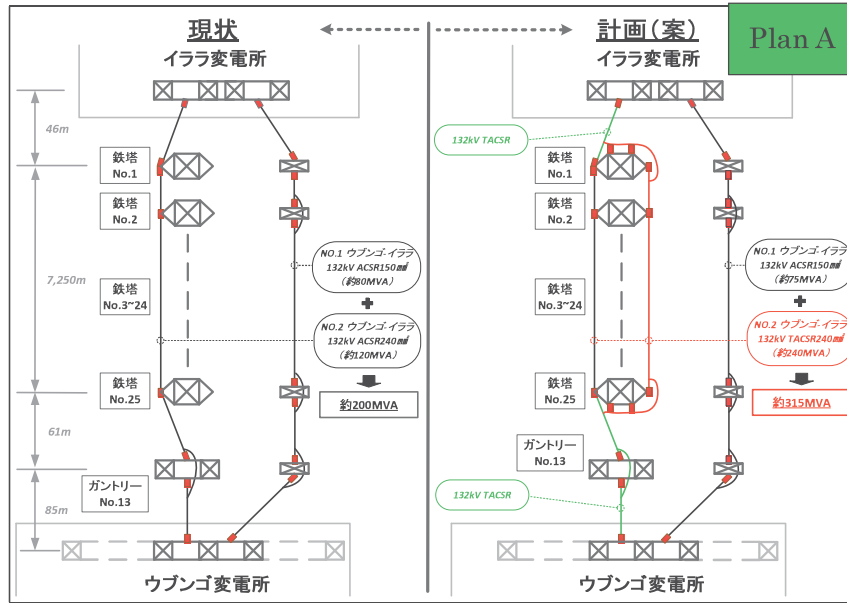 現状
計画(案)
Plan A
イララ変電所
イララ変電所
46m
7,250m
61m
85m
鉄塔
No.1
鉄塔
No.2
鉄塔
No.3~24
鉄塔
No.25
ガントリー
No.13
NO.1 ウブンゴ-イララ
132kV ACSR150㎟
(約80MVA)
+
NO.2 ウブンゴ-イララ
132kV ACSR240㎟
(約120MVA)
約200MVA
ウブンゴ変電所
132kV TACSR
鉄塔
No.1
鉄塔
No.2
鉄塔
No.3~24
鉄塔
No.25
ガントリー
No.13
132kV TACSR
NO.1 ウブンゴ-イララ
132kV ACSR150㎟
(約75MVA)
+
NO.2 ウブンゴ-イララ
132kV TACSR240㎟
(約240MVA)
約315MVA
ウブンゴ変電所